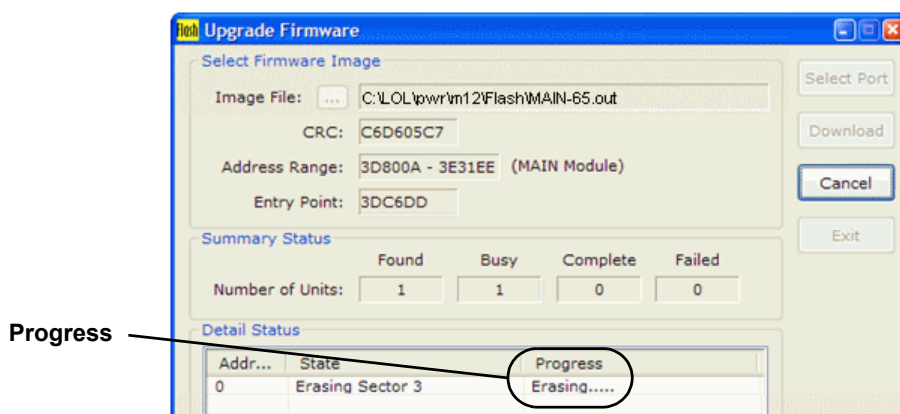 Flash Upgrade Firmware
Select Firmware Image
Image File: ... C:\LOL\pwr\m12\Flash\MAIN-65.out
Select Port
CRC: C6D605C7
Download
Address Range: 3D800A - 3E31EE (MAIN Module)
Cancel
Entry Point: 3DC6DD
Exit
Summary Status
Found Busy Complete Failed
Number of Units: 1 1 0 0
Detail Status
Progress
Addr... State Progress
0 Erasing Sector 3 Erasing.....